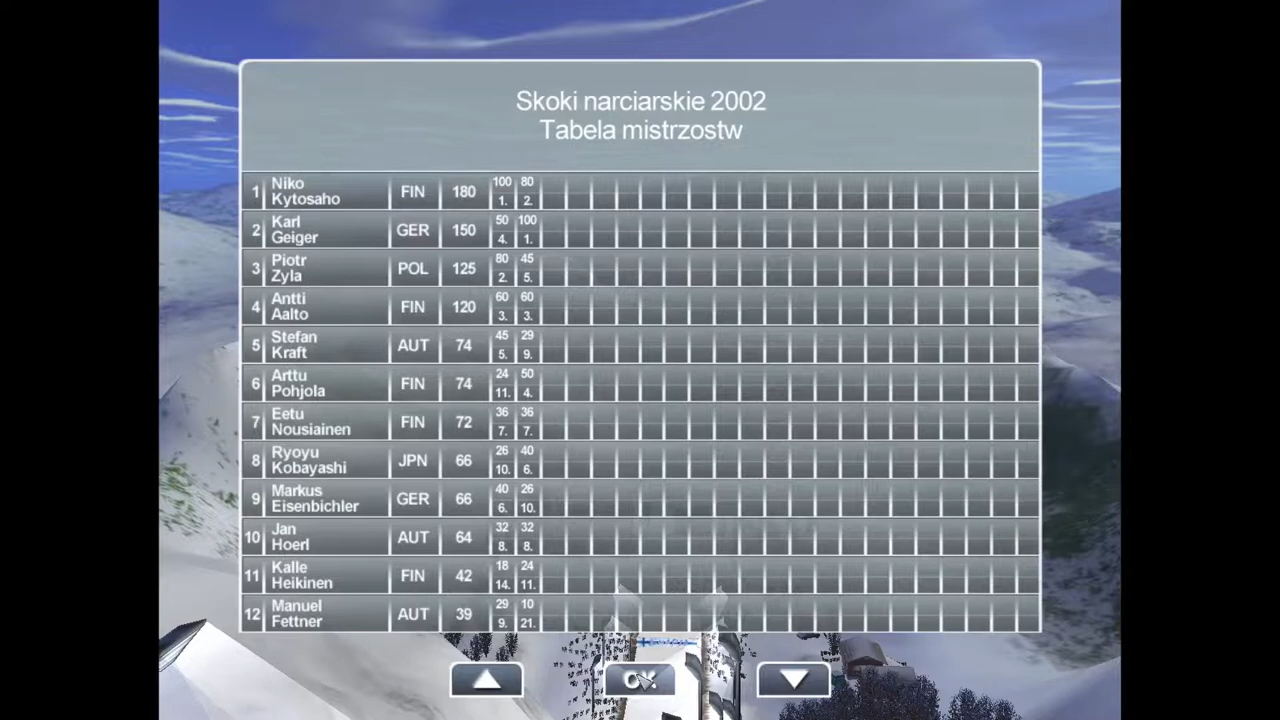 Skoki narciarskie 2002
Tabela mistrzostw
1 Niko Kytosaho FIN 180 100 1. 80 2.
2 Karl Geiger GER 150 50 4. 100 1.
3 Piotr Zyla POL 125 80 2. 45 5.
4 Antti Aalto FIN 120 60 3. 60 3.
5 Stefan Kraft AUT 74 45 5. 29 9.
6 Arttu Pohjola FIN 74 24 11. 50 4.
7 Eetu Nousiainen FIN 72 36 7. 36 7.
8 Ryoyu Kobayashi JPN 66 26 10. 40 6.
9 Markus Eisenbichler GER 66 40 6. 26 10.
10 Jan Hoerl AUT 64 32 8. 32 8.
11 Kalle Heikinen FIN 42 18 14. 24 11.
12 Manuel Fettner AUT 39 29 9. 10 21.
OK